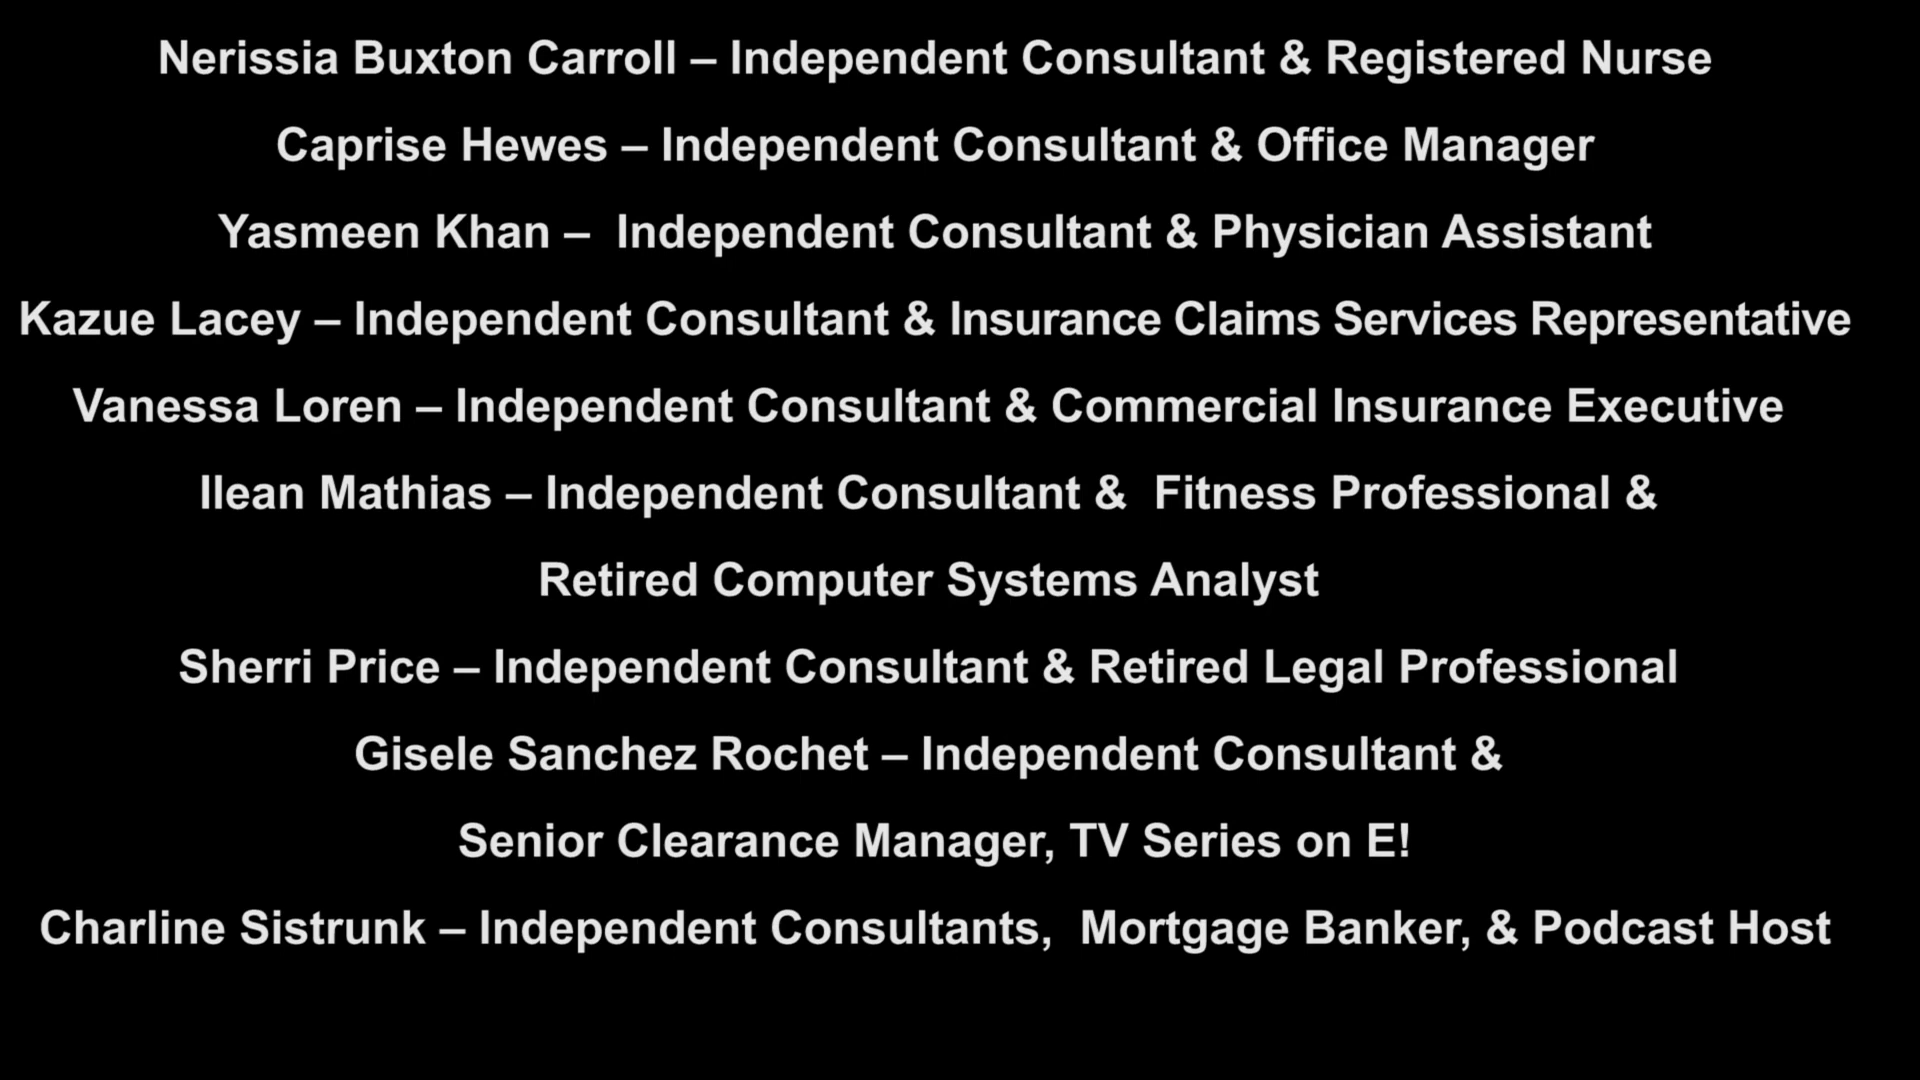 Nerissia Buxton Carroll – Independent Consultant & Registered Nurse
Caprise Hewes – Independent Consultant & Office Manager
Yasmeen Khan –  Independent Consultant & Physician Assistant
Kazue Lacey – Independent Consultant & Insurance Claims Services Representative
Vanessa Loren – Independent Consultant & Commercial Insurance Executive
Ilean Mathias – Independent Consultant &  Fitness Professional &
Retired Computer Systems Analyst
Sherri Price – Independent Consultant & Retired Legal Professional
Gisele Sanchez Rochet – Independent Consultant &
Senior Clearance Manager, TV Series on E!
Charline Sistrunk – Independent Consultants,  Mortgage Banker, & Podcast Host